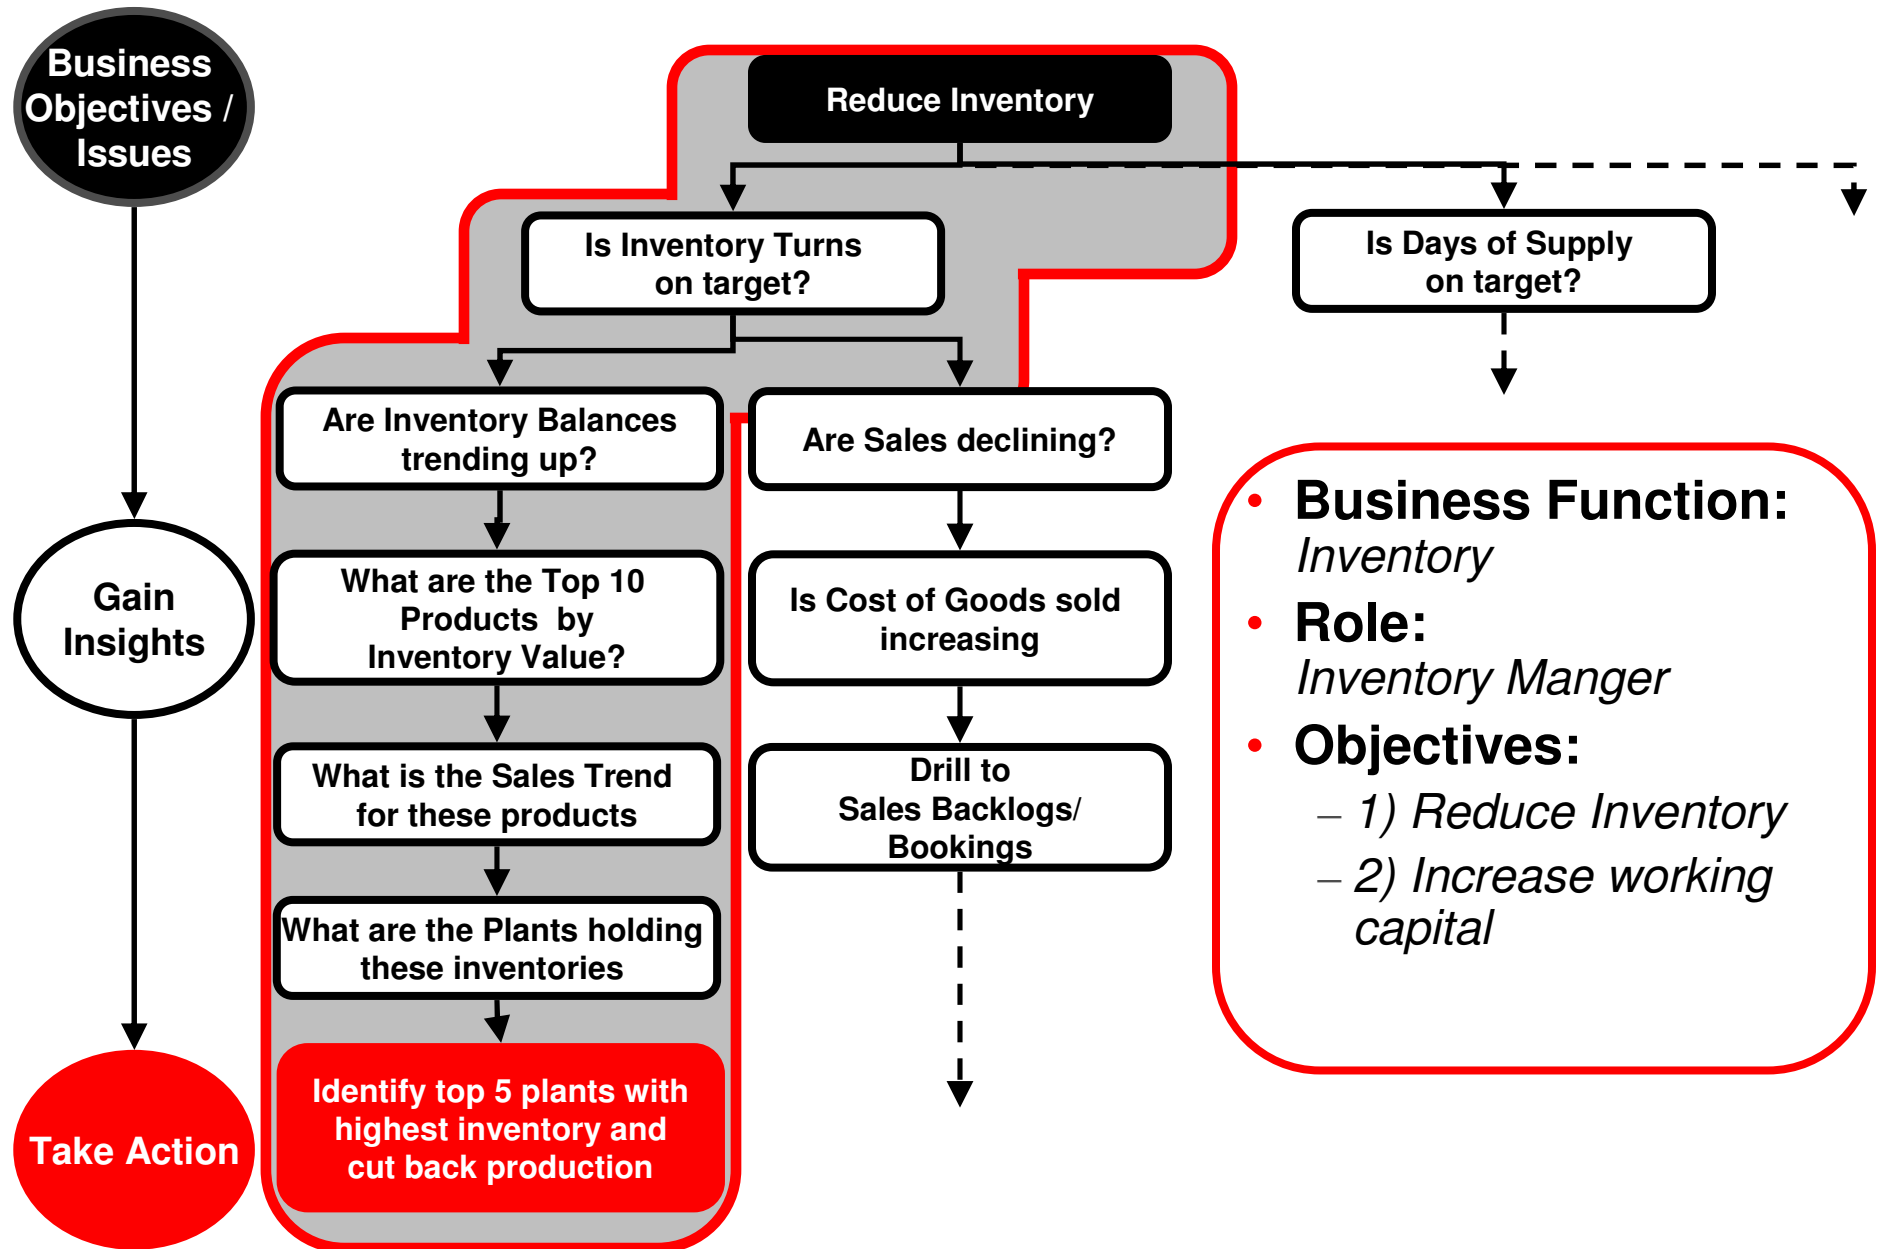 Business
Objectives /
Issues
Reduce Inventory
Is Inventory Turns
on target?
Is Days of Supply
on target?
Are Inventory Balances
trending up?
Are Sales declining?
Gain
Insights
What are the Top 10
Products by
Inventory Value?
Is Cost of Goods sold
increasing
What is the Sales Trend
for these products
Drill to
Sales Backlogs/
Bookings
What are the Plants holding
these inventories
Take Action
Identify top 5 plants with
highest inventory and
cut back production
• Business Function:
Inventory
• Role:
Inventory Manger
• Objectives:
– 1) Reduce Inventory
– 2) Increase working
capital